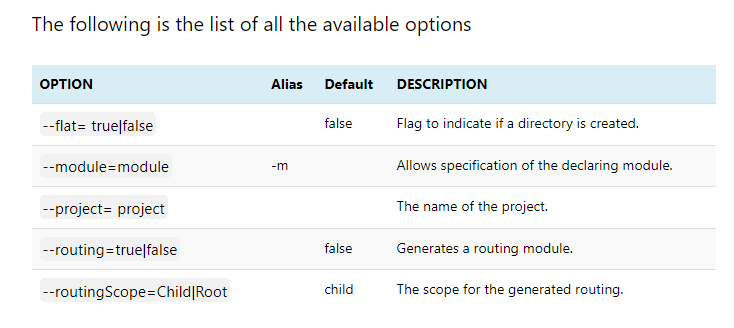 The following is the list of all the available options
OPTION Alias Default DESCRIPTION
--flat= true|false false Flag to indicate if a directory is created.
--module=module -m Allows specification of the declaring module.
--project= project The name of the project.
--routing=true|false false Generates a routing module.
--routingScope=Child|Root child The scope for the generated routing.